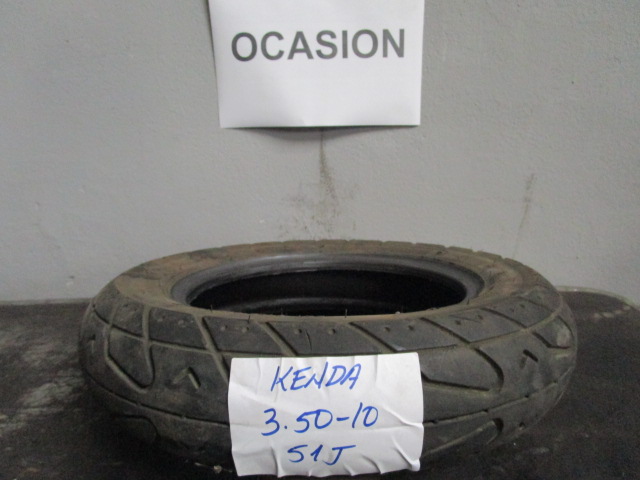 OCASION
KENDA
3.50-10
51J